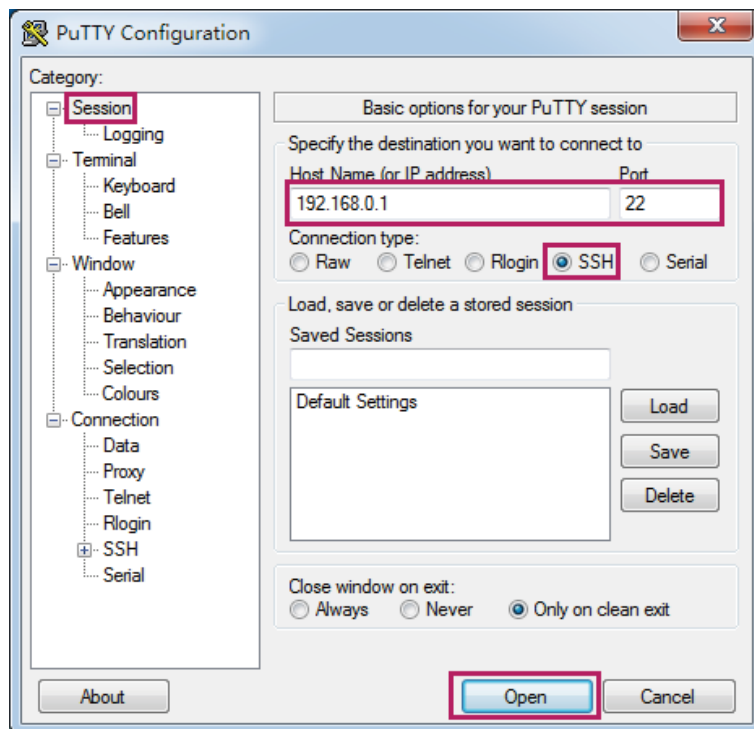 PuTTY Configuration
Category:
Session
Logging
Terminal
Keyboard
Bell
Features
Window
Appearance
Behaviour
Translation
Selection
Colours
Connection
Data
Proxy
Telnet
Rlogin
SSH
Serial
Basic options for your PuTTY session
Specify the destination you want to connect to
Host Name (or IP address) Port
192.168.0.1 22
Connection type:
Raw Telnet Rlogin SSH Serial
Load, save or delete a stored session
Saved Sessions
Default Settings
Load
Save
Delete
Close window on exit:
Always Never Only on clean exit
About Open Cancel